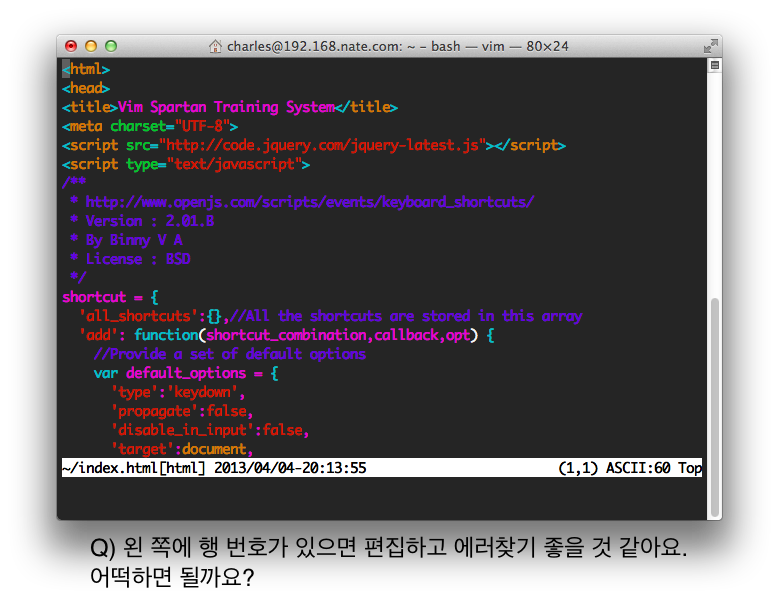 charles@192.168.nate.com: ~ – bash — vim — 80×24
<html>
<head>
<title>Vim Spartan Training System</title>
<meta charset="UTF-8">
<script src="http://code.jquery.com/jquery-latest.js"></script>
<script type="text/javascript">
/**
 * http://www.openjs.com/scripts/events/keyboard_shortcuts/
 * Version : 2.01.B
 * By Binny V A
 * License : BSD
 */
shortcut = {
  'all_shortcuts':{},//All the shortcuts are stored in this array
  'add': function(shortcut_combination,callback,opt) {
    //Provide a set of default options
    var default_options = {
      'type':'keydown',
      'propagate':false,
      'disable_in_input':false,
      'target':document,
~/index.html[html] 2013/04/04-20:13:55 (1,1) ASCII:60 Top
Q) 왼 쪽에 행 번호가 있으면 편집하고 에러찾기 좋을 것 같아요.
어떡하면 될까요?